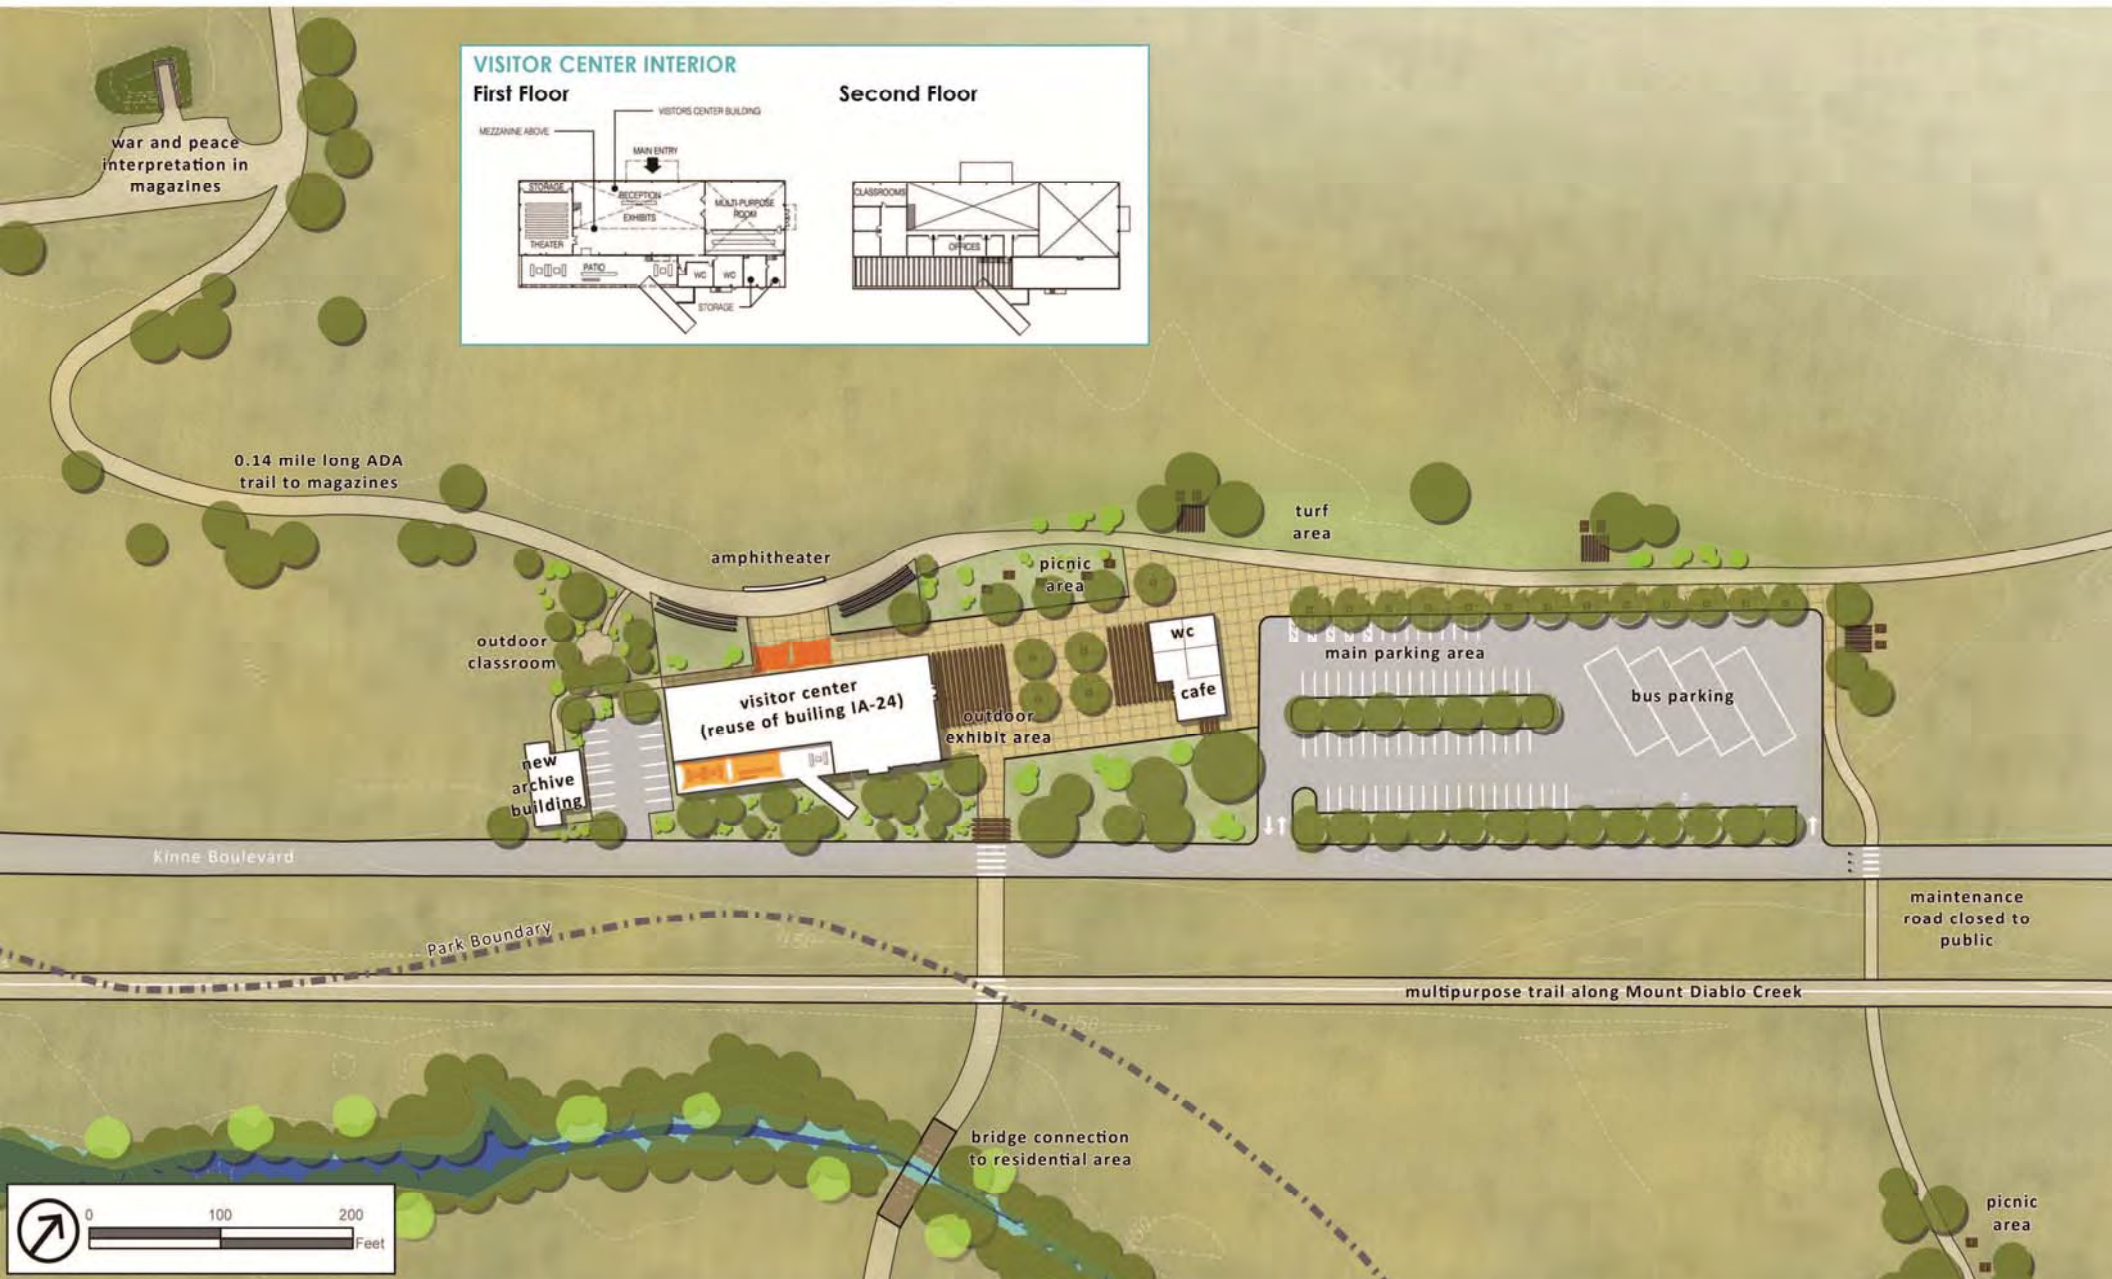 VISITOR CENTER INTERIOR
First Floor
Second Floor
VISITORS CENTER BUILDING
MEZZANINE ABOVE
MAIN ENTRY
STORAGE
RECEPTION
EXHIBITS
MULTI-PURPOSE
ROOM
THEATER
PATIO
WC
WC
STORAGE
CLASSROOMS
OFFICES
war and peace
interpretation in
magazines
0.14 mile long ADA
trail to magazines
amphitheater
picnic
area
turf
area
outdoor
classroom
wc
cafe
main parking area
bus parking
visitor center
(reuse of builing IA-24)
outdoor
exhibit area
new
archive
building
Kinne Boulevard
maintenance
road closed to
public
Park Boundary
150
multipurpose trail along Mount Diablo Creek
150
bridge connection
to residential area
150
picnic
area
0
100
200
Feet